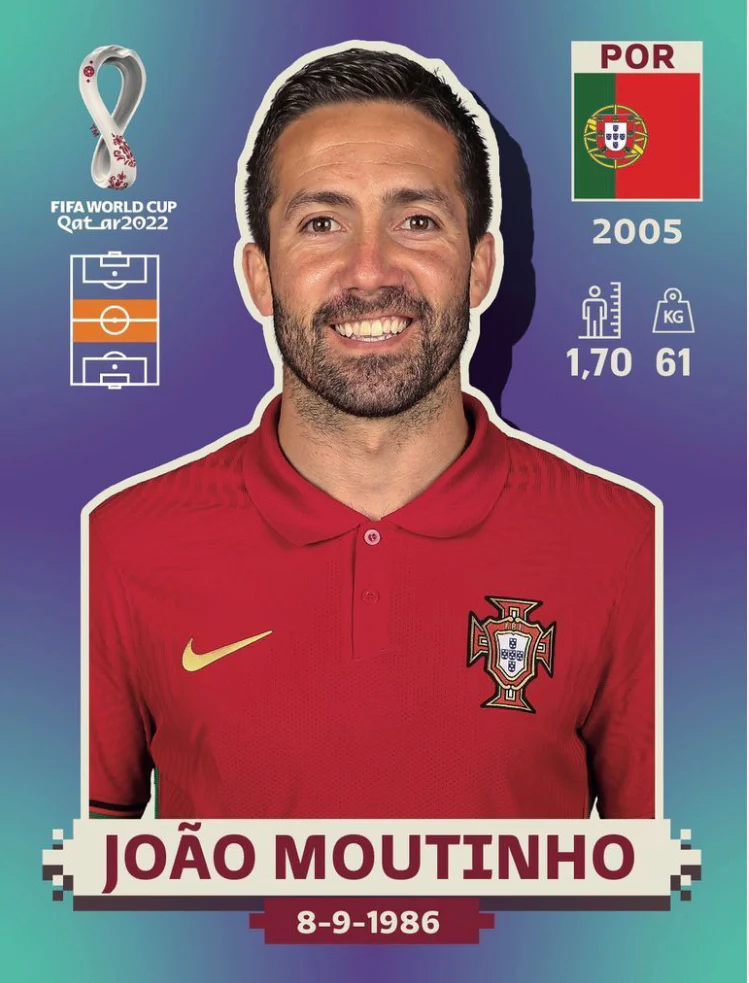 FIFA WORLD CUP
Qatar2022
POR
2005
KG
1,70 61
JOÃO MOUTINHO
8-9-1986